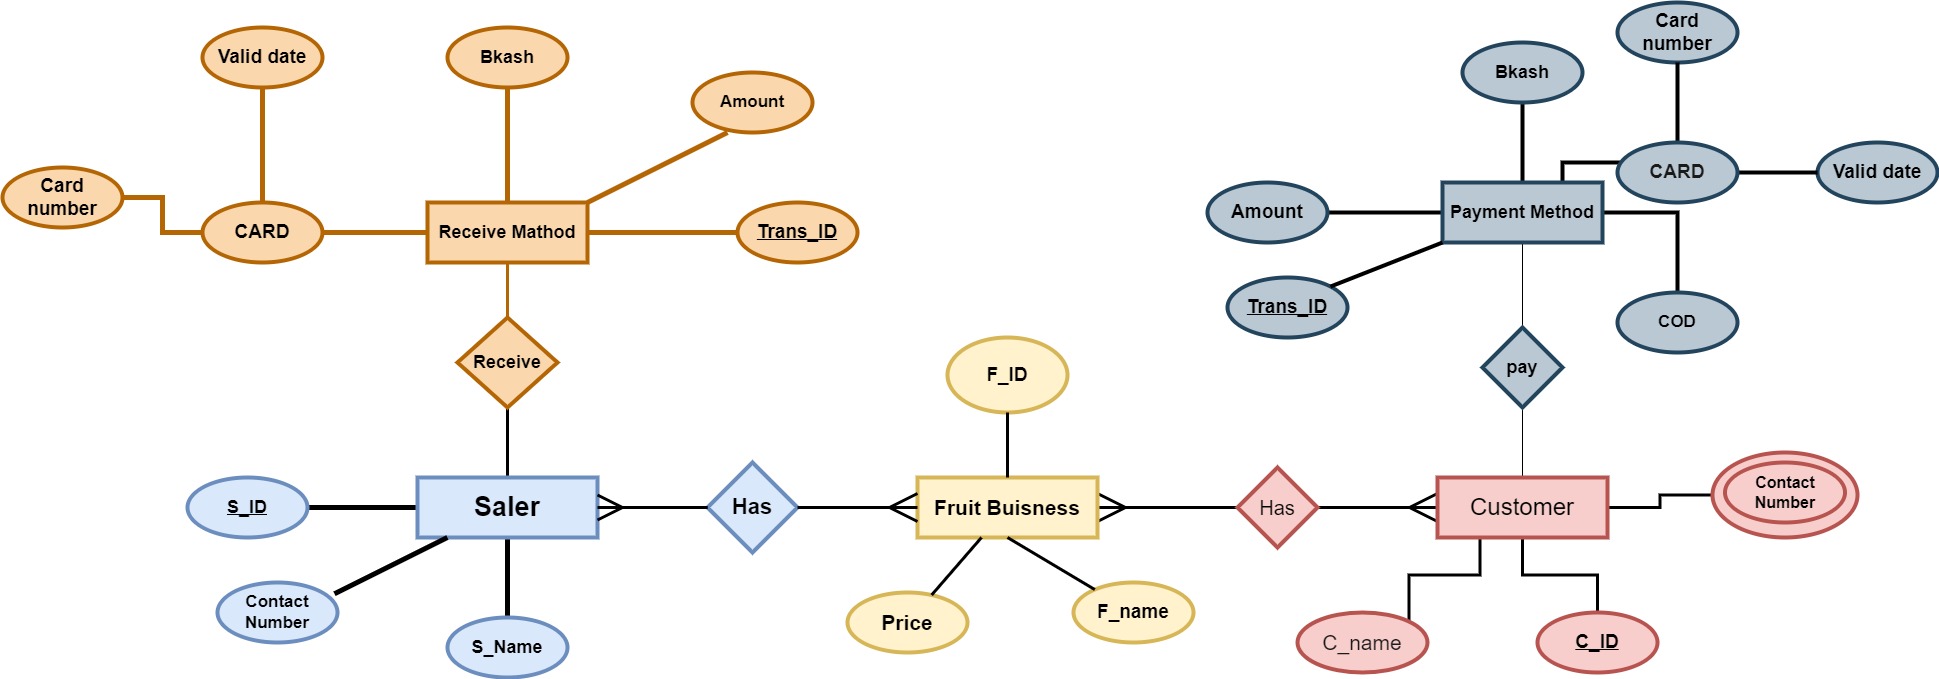 Valid date
Bkash
Amount
Card
number
CARD
Receive Mathod
Trans_ID
Receive
S_ID
Saler
Has
Contact
Number
S_Name
F_ID
Fruit Buisness
Price
F_name
Has
Card
number
Bkash
CARD
Valid date
Amount
Payment Method
Trans_ID
COD
pay
Customer
Contact
Number
C_name
C_ID